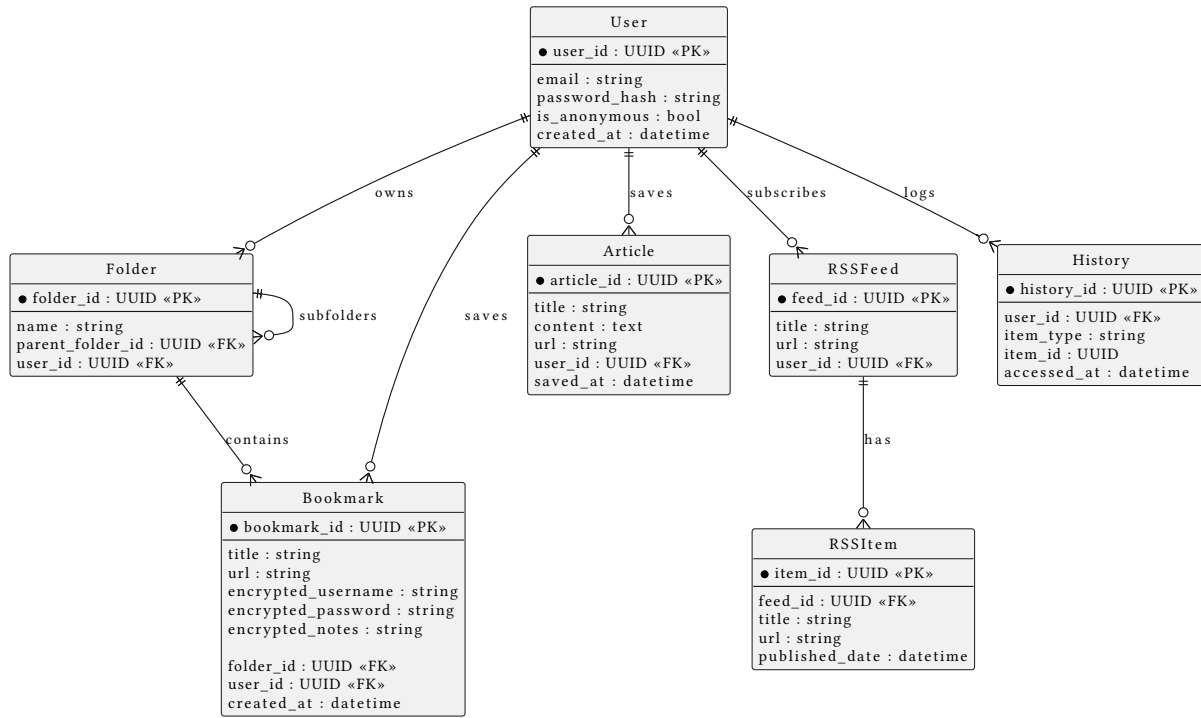 User
user_id : UUID «PK»
email : string
password_hash : string
is_anonymous : bool
created_at : datetime
owns
saves
saves
subscribes
logs
Folder
folder_id : UUID «PK»
name : string
parent_folder_id : UUID «FK»
user_id : UUID «FK»
subfolders
Article
article_id : UUID «PK»
title : string
content : text
url : string
user_id : UUID «FK»
saved_at : datetime
RSSFeed
feed_id : UUID «PK»
title : string
url : string
user_id : UUID «FK»
History
history_id : UUID «PK»
user_id : UUID «FK»
item_type : string
item_id : UUID
accessed_at : datetime
contains
has
Bookmark
bookmark_id : UUID «PK»
title : string
url : string
encrypted_username : string
encrypted_password : string
encrypted_notes : string
folder_id : UUID «FK»
user_id : UUID «FK»
created_at : datetime
RSSItem
item_id : UUID «PK»
feed_id : UUID «FK»
title : string
url : string
published_date : datetime